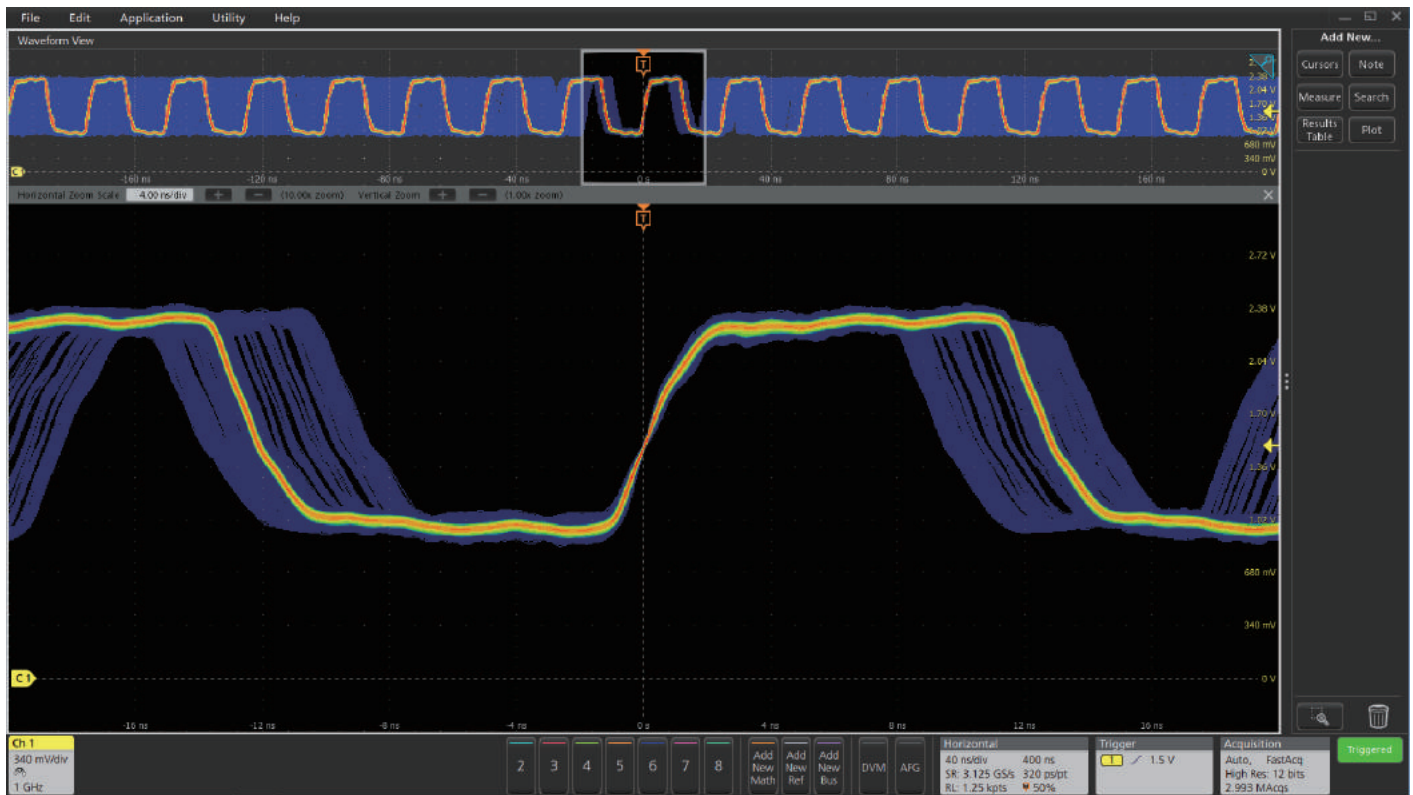 File Edit Application Utility Help
Waveform View
Add New...
Cursors Note
Measure Search
Results Table Plot
T
2.38 V
2.04 V
1.70 V
1.36 V
680 mV
340 mV
0 V
C
-160 ns -120 ns -80 ns -40 ns 0 s 40 ns 80 ns 120 ns 160 ns
Horizontal Zoom Scale 4.00 ns/div + - (10.00x zoom) Vertical Zoom + - (1.00x zoom)
T
2.72 V
2.38 V
2.04 V
1.70 V
1.36 V
1.02 V
680 mV
340 mV
C1
0 V
-16 ns -12 ns -8 ns -4 ns 0 s 4 ns 8 ns 12 ns 16 ns
Ch 1
340 mV/div
1 GHz
2 3 4 5 6 7 8
Add New Math
Add New Ref
Add New Bus
DVM AFG
Horizontal
40 ns/div 400 ns
SR: 3.125 GS/s 320 ps/pt
RL: 1.25 kpts 50%
Trigger
1 1.5 V
Acquisition
Auto, FastAcq
High Res: 12 bits
2.993 MAcqs
Triggered